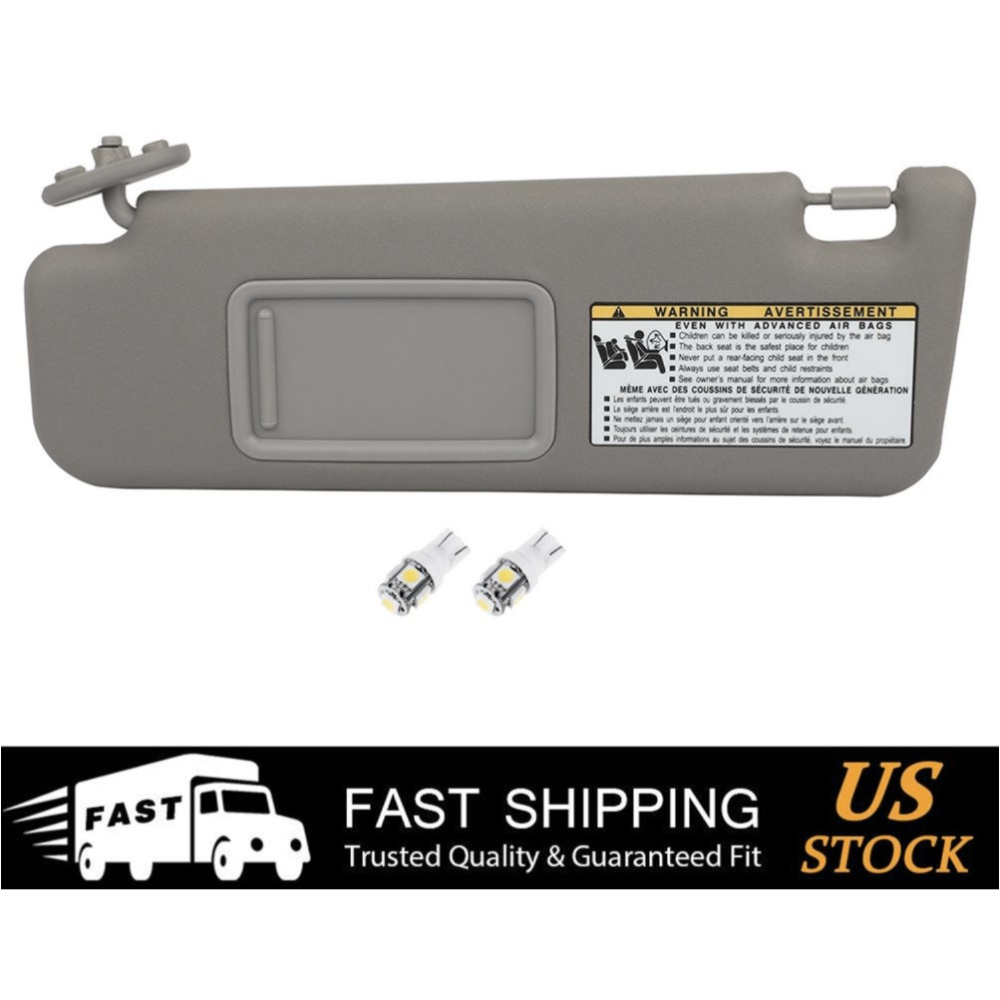 WARNING AVERTISSEMENT
EVEN WITH ADVANCED AIR BAGS
■ Children can be killed or seriously injured by the air bag
■ The back seat is the safest place for children
■ Never put a rear-facing child seat in the front
■ Always use seat belts and child restraints
■ See owner's manual for more information about air bags
MÊME AVEC DES COUSSINS DE SÉCURITÉ DE NOUVELLE GÉNÉRATION
■ Les enfants peuvent être tués ou gravement blessés par le coussin de sécurité.
■ Le siège arrière est l'endroit le plus sûr pour les enfants.
■ Ne mettez jamais un siège pour enfant orienté vers l'arrière sur le siège avant.
■ Toujours utiliser les ceintures de sécurité et les systèmes de retenue pour enfants.
■ Pour de plus amples informations au sujet des coussins de sécurité, voyez le manuel du propriétaire.
FAST
FAST SHIPPING
Trusted Quality & Guaranteed Fit
US
STOCK